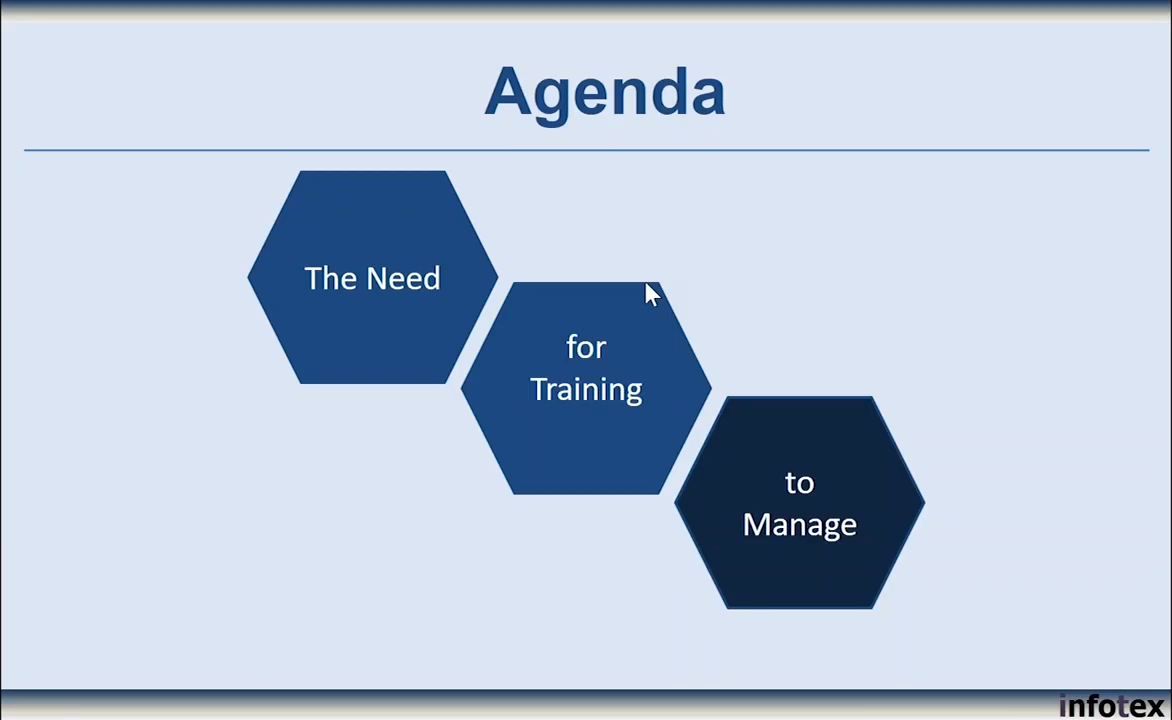 Agenda
The Need
for
Training
to
Manage
infotex